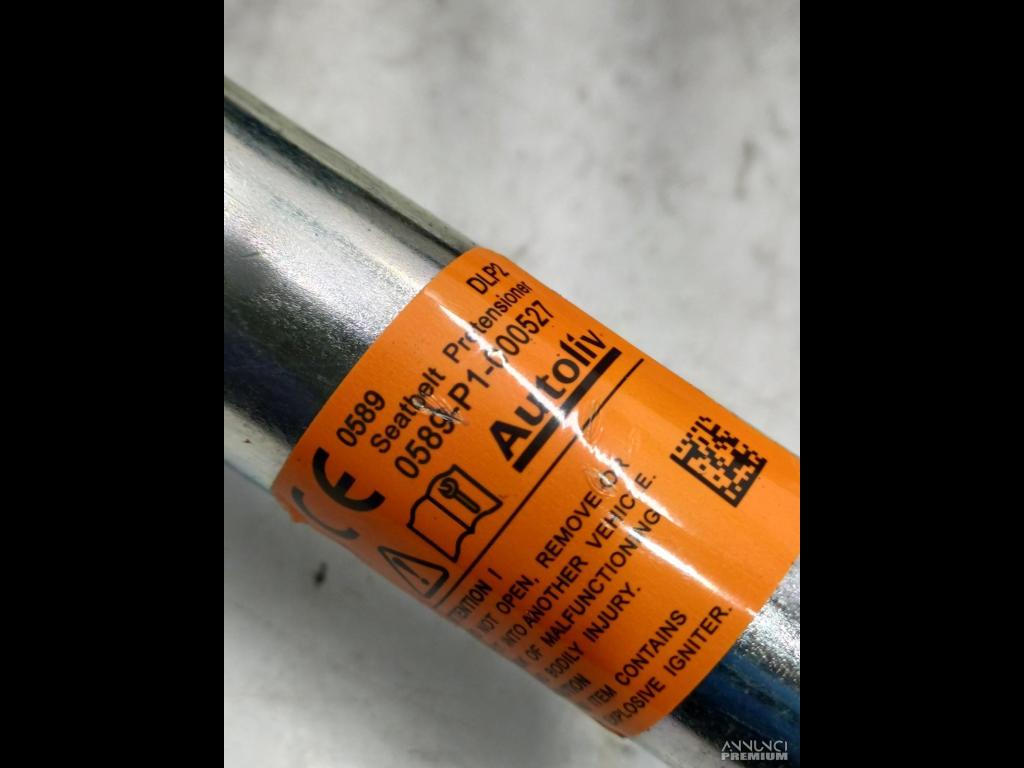 DLP2
CE 0589
Seatbelt Pretensioner
0589-P1-000527
Autoliv
NOT OPEN, REMOVE OR
INTO ANOTHER VEHICLE.
OF MALFUNCTIONING
BODILY INJURY.
ITEM CONTAINS
EXPLOSIVE IGNITER.
ANNUNCI
PREMIUM